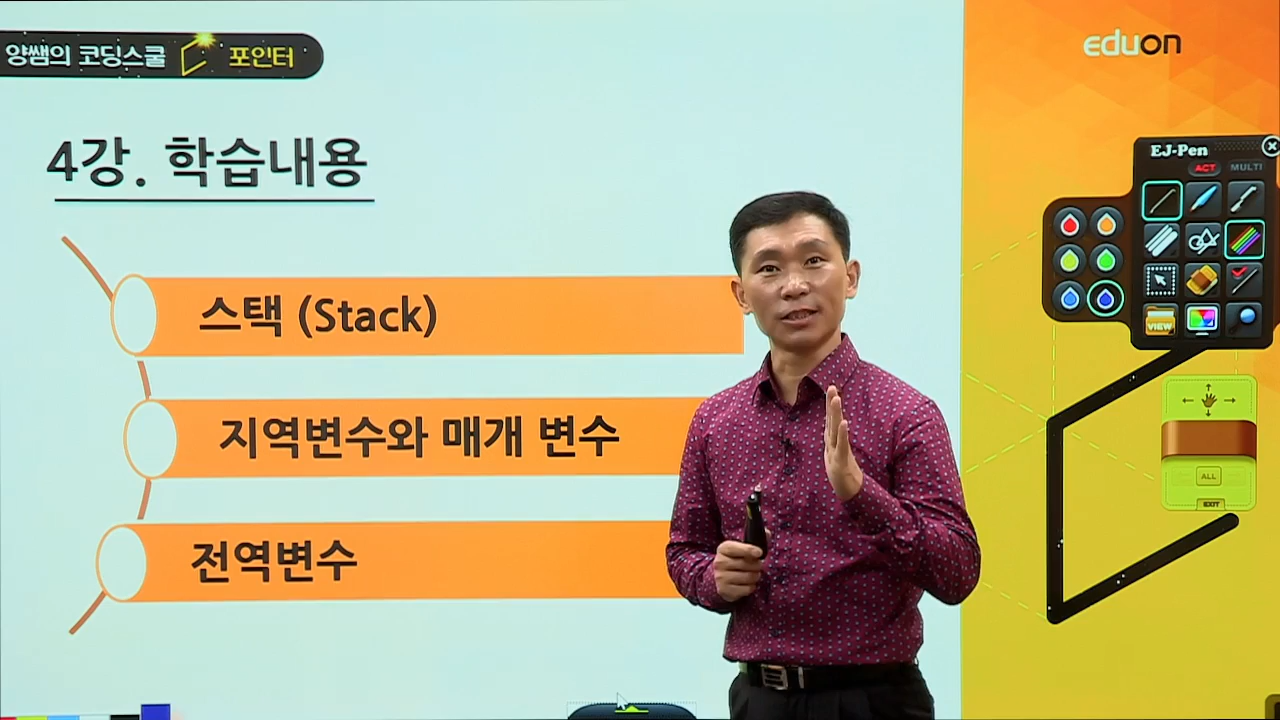 양쌤의 코딩스쿨 포인터
eduon
4강. 학습내용
스택 (Stack)
지역변수와 매개 변수
전역변수
EJ-Pen
ACT MULTI
VIEW
ALL
EXIT